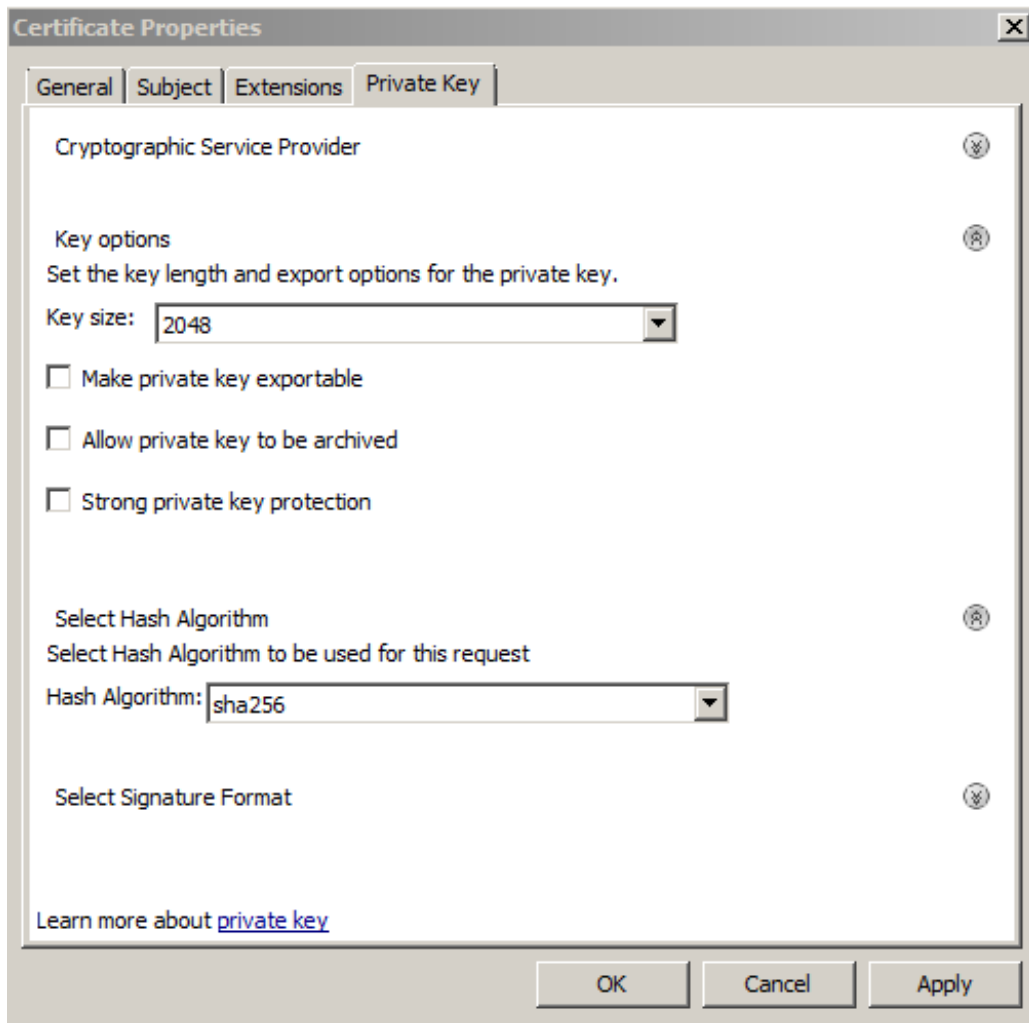 Certificate Properties
General Subject Extensions Private Key
Cryptographic Service Provider
Key options
Set the key length and export options for the private key.
Key size: 2048
Make private key exportable
Allow private key to be archived
Strong private key protection
Select Hash Algorithm
Select Hash Algorithm to be used for this request
Hash Algorithm: sha256
Select Signature Format
Learn more about private key
OK Cancel Apply